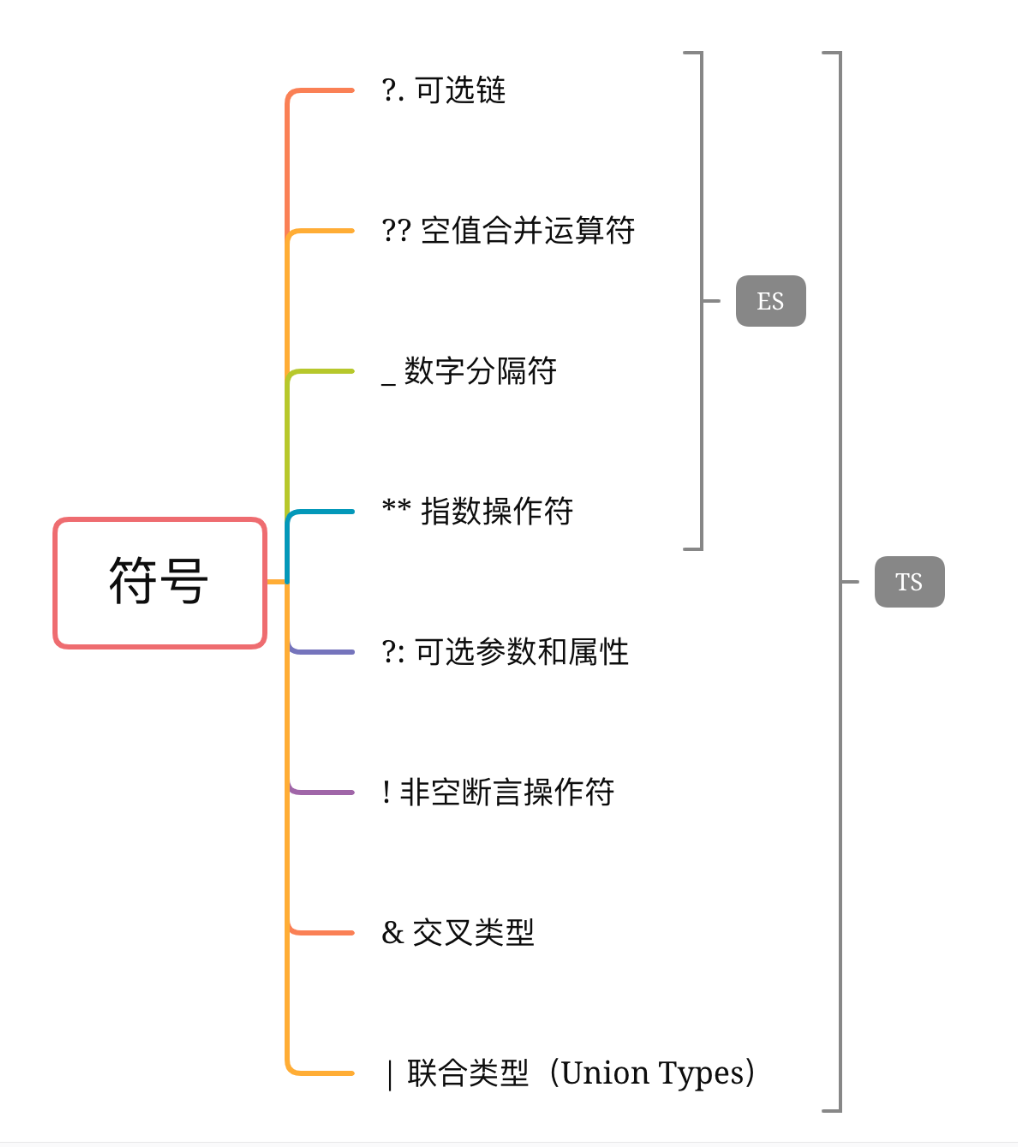 ?. 可选链
?? 空值合并运算符
ES
_ 数字分隔符
** 指数操作符
符号
TS
?: 可选参数和属性
! 非空断言操作符
& 交叉类型
| 联合类型（Union Types）